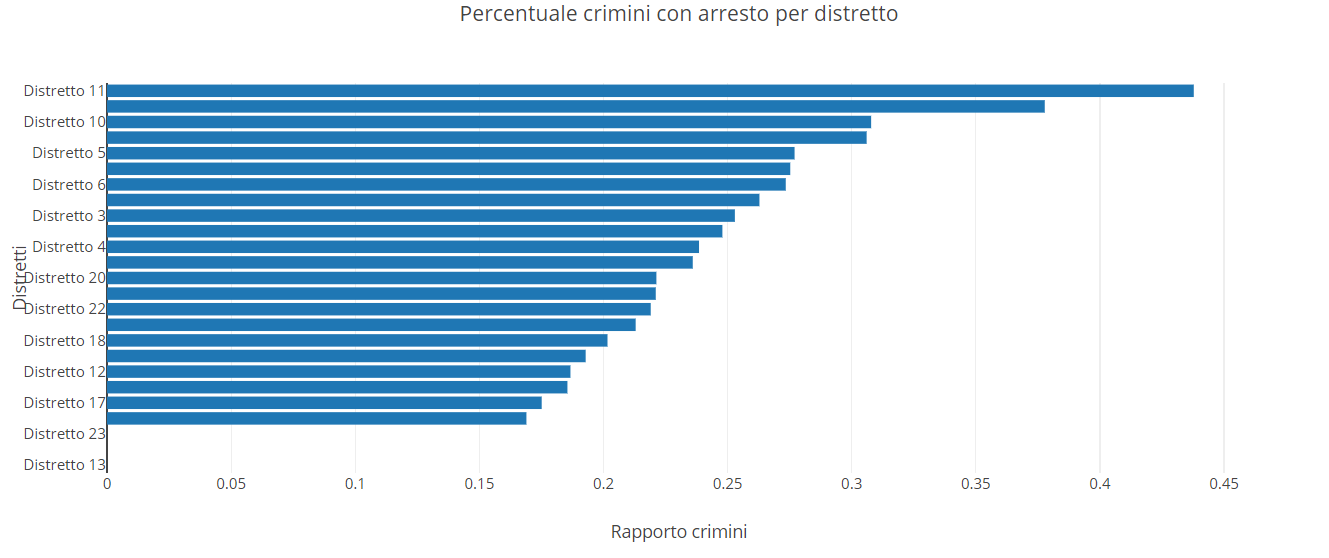 Percentuale crimini con arresto per distretto
Distretti
Distretto 11
Distretto 10
Distretto 5
Distretto 6
Distretto 3
Distretto 4
Distretto 20
Distretto 22
Distretto 18
Distretto 12
Distretto 17
Distretto 23
Distretto 13
0 0.05 0.1 0.15 0.2 0.25 0.3 0.35 0.4 0.45
Rapporto crimini